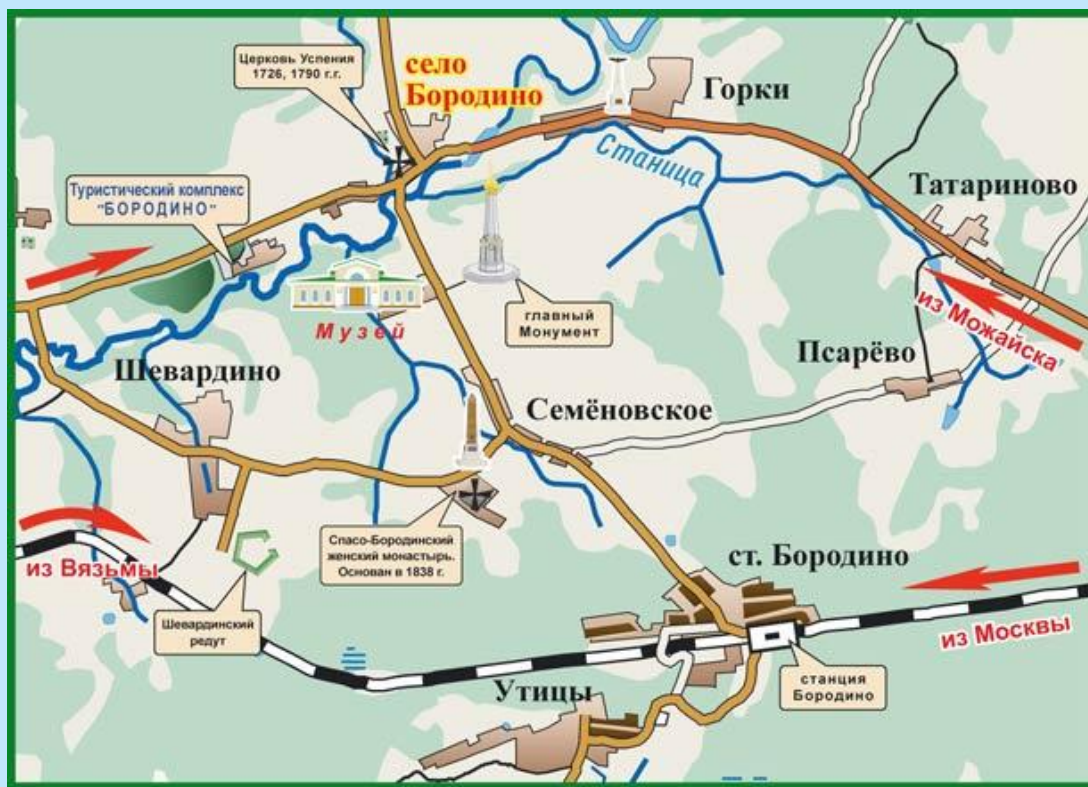 Церковь Успения
1726, 1790 г.г.
село
Бородино
Горки
Станица
Туристический комплекс
"БОРОДИНО"
Татариново
Музей
главный
Монумент
из Можайска
Псарёво
Шевардино
Семёновское
Спасо-Бородинский
женский монастырь.
Основан в 1838 г.
из Вязьмы
ст. Бородино
Шевардинский
редут
из Москвы
станция
Бородино
Утицы